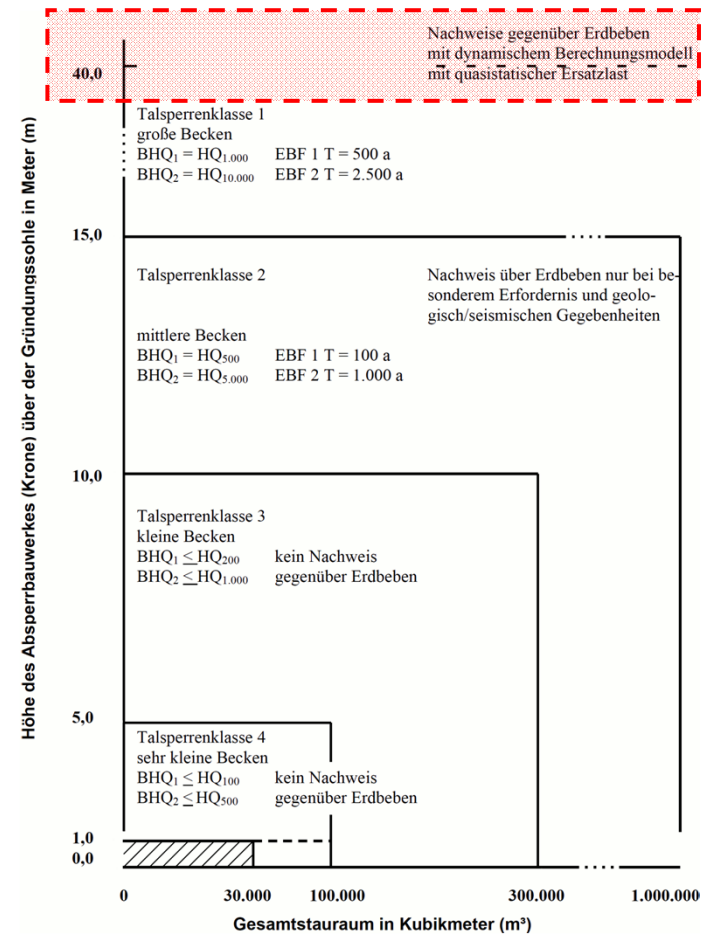 Nachweise gegenüber Erdbeben
mit dynamischem Berechnungsmodell
40,0
mit quasistatischer Ersatzlast
Talsperrenklasse 1
große Becken
BHQ₁ = HQ₁.₀₀₀ EBF 1 T = 500 a
BHQ₂ = HQ₁₀.₀₀₀ EBF 2 T = 2.500 a
15,0
Talsperrenklasse 2
Nachweis über Erdbeben nur bei be-
sonderem Erfordernis und geolo-
gisch/seismischen Gegebenheiten
mittlere Becken
BHQ₁ = HQ₅₀₀ EBF 1 T = 100 a
BHQ₂ = HQ₅.₀₀₀ EBF 2 T = 1.000 a
10,0
Talsperrenklasse 3
kleine Becken
BHQ₁ ≤ HQ₂₀₀ kein Nachweis
BHQ₂ ≤ HQ₁.₀₀₀ gegenüber Erdbeben
5,0
Talsperrenklasse 4
sehr kleine Becken
BHQ₁ ≤ HQ₁₀₀ kein Nachweis
BHQ₂ ≤ HQ₅₀₀ gegenüber Erdbeben
1,0
0,0
0 30.000 100.000 300.000 1.000.000
Gesamtstauraum in Kubikmeter (m³)
Höhe des Absperrbauwerkes (Krone) über der Gründungssohle in Meter (m)